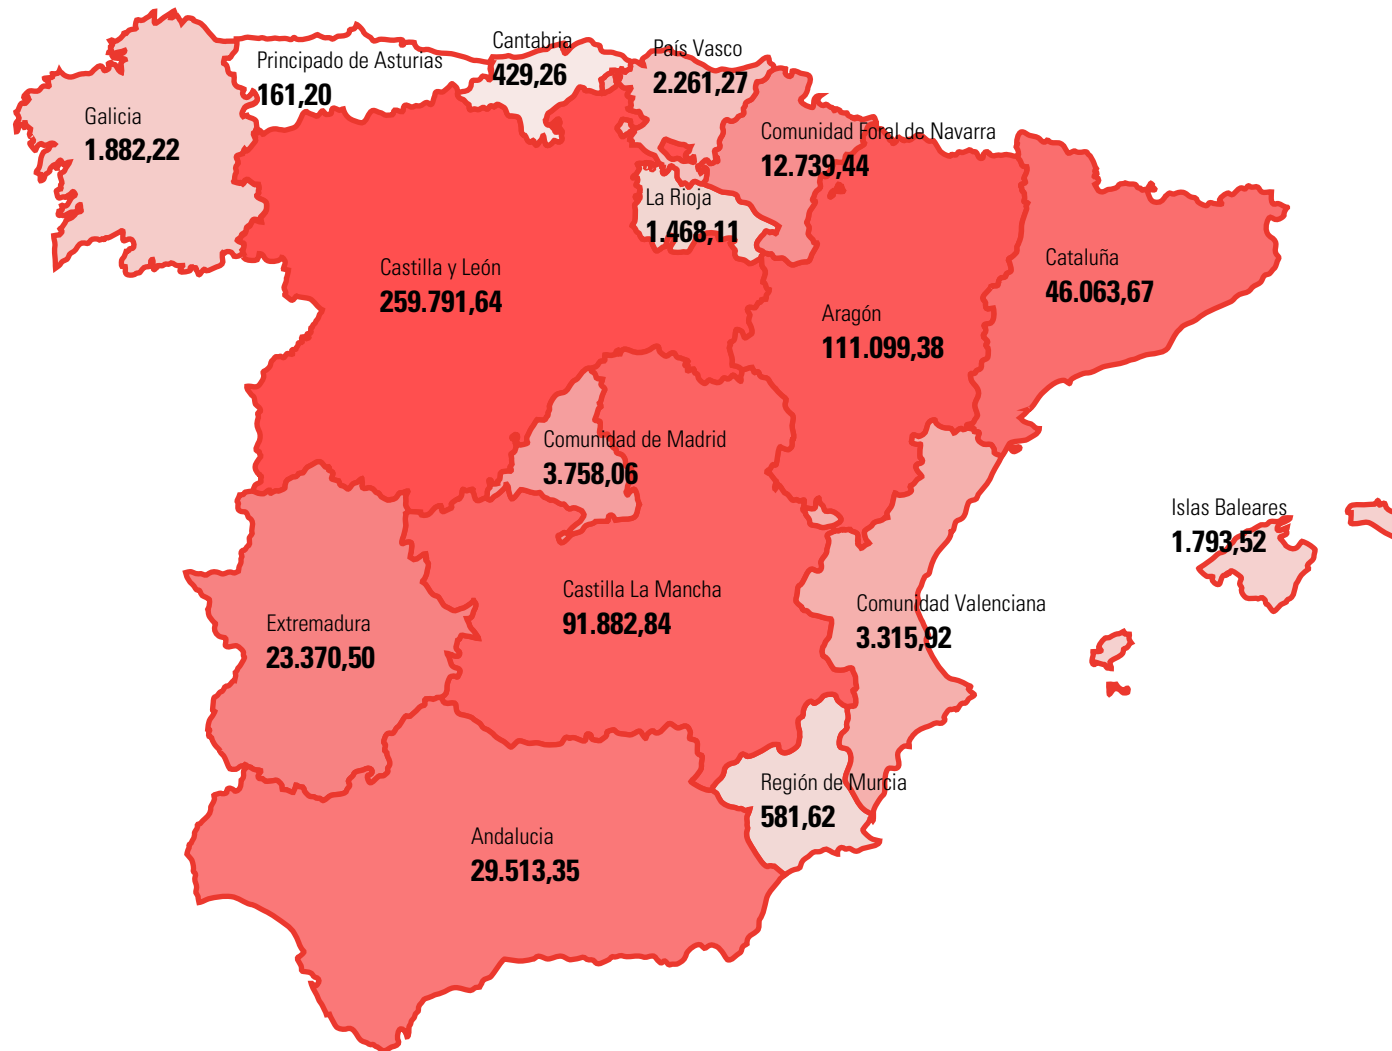 Cantabria
429,26
País Vasco
2.261,27
Principado de Asturias
161,20
Galicia
1.882,22
Comunidad Foral de Navarra
12.739,44
La Rioja
1.468,11
Castilla y León
259.791,64
Cataluña
46.063,67
Aragón
111.099,38
Comunidad de Madrid
3.758,06
Islas Baleares
1.793,52
Castilla La Mancha
91.882,84
Comunidad Valenciana
3.315,92
Extremadura
23.370,50
Región de Murcia
581,62
Andalucia
29.513,35